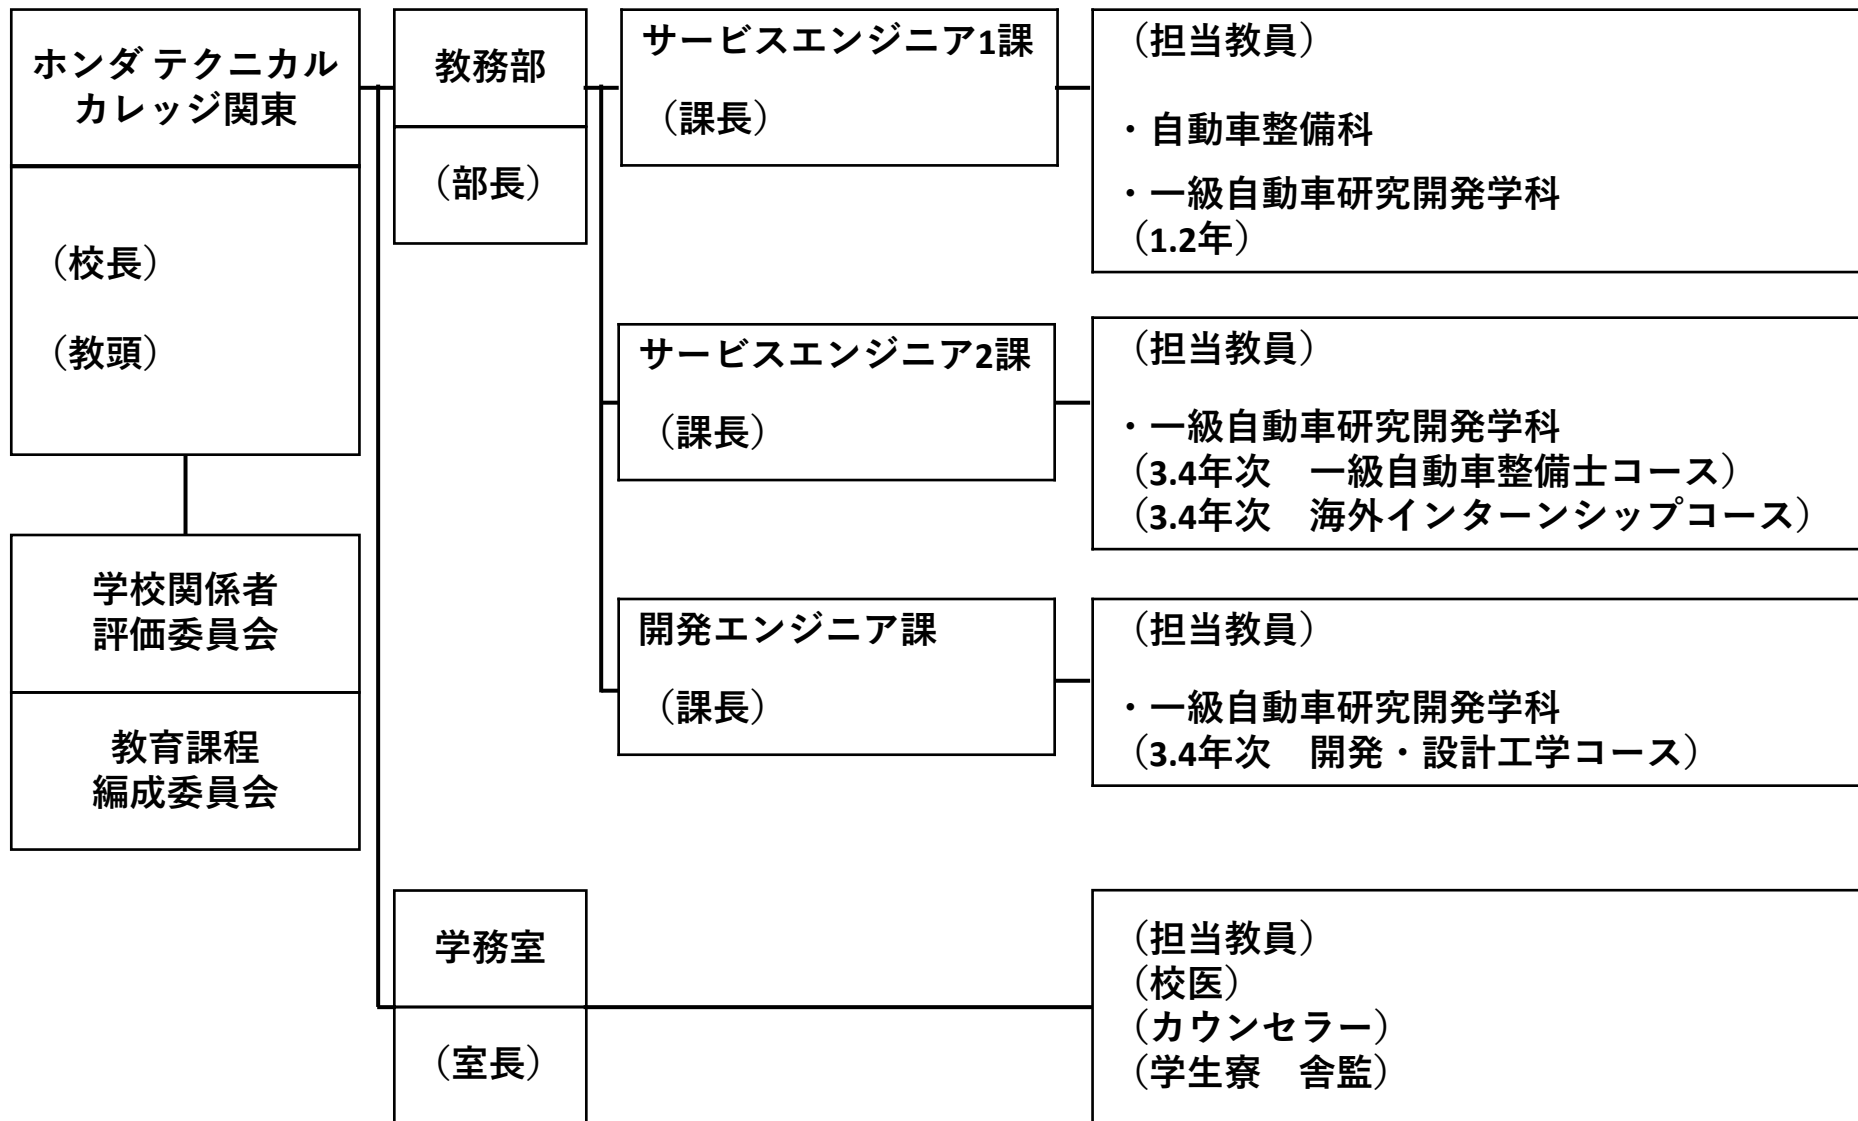 ホンダ テクニカル
カレッジ関東
（校長）
（教頭）
学校関係者
評価委員会
教育課程
編成委員会
教務部
（部長）
サービスエンジニア1課
（課長）
（担当教員）
・自動車整備科
・一級自動車研究開発学科
（1.2年）
サービスエンジニア2課
（課長）
（担当教員）
・一級自動車研究開発学科
（3.4年次　一級自動車整備士コース）
（3.4年次　海外インターンシップコース）
開発エンジニア課
（課長）
（担当教員）
・一級自動車研究開発学科
（3.4年次　開発・設計工学コース）
学務室
（室長）
（担当教員）
（校医）
（カウンセラー）
（学生寮　舎監）